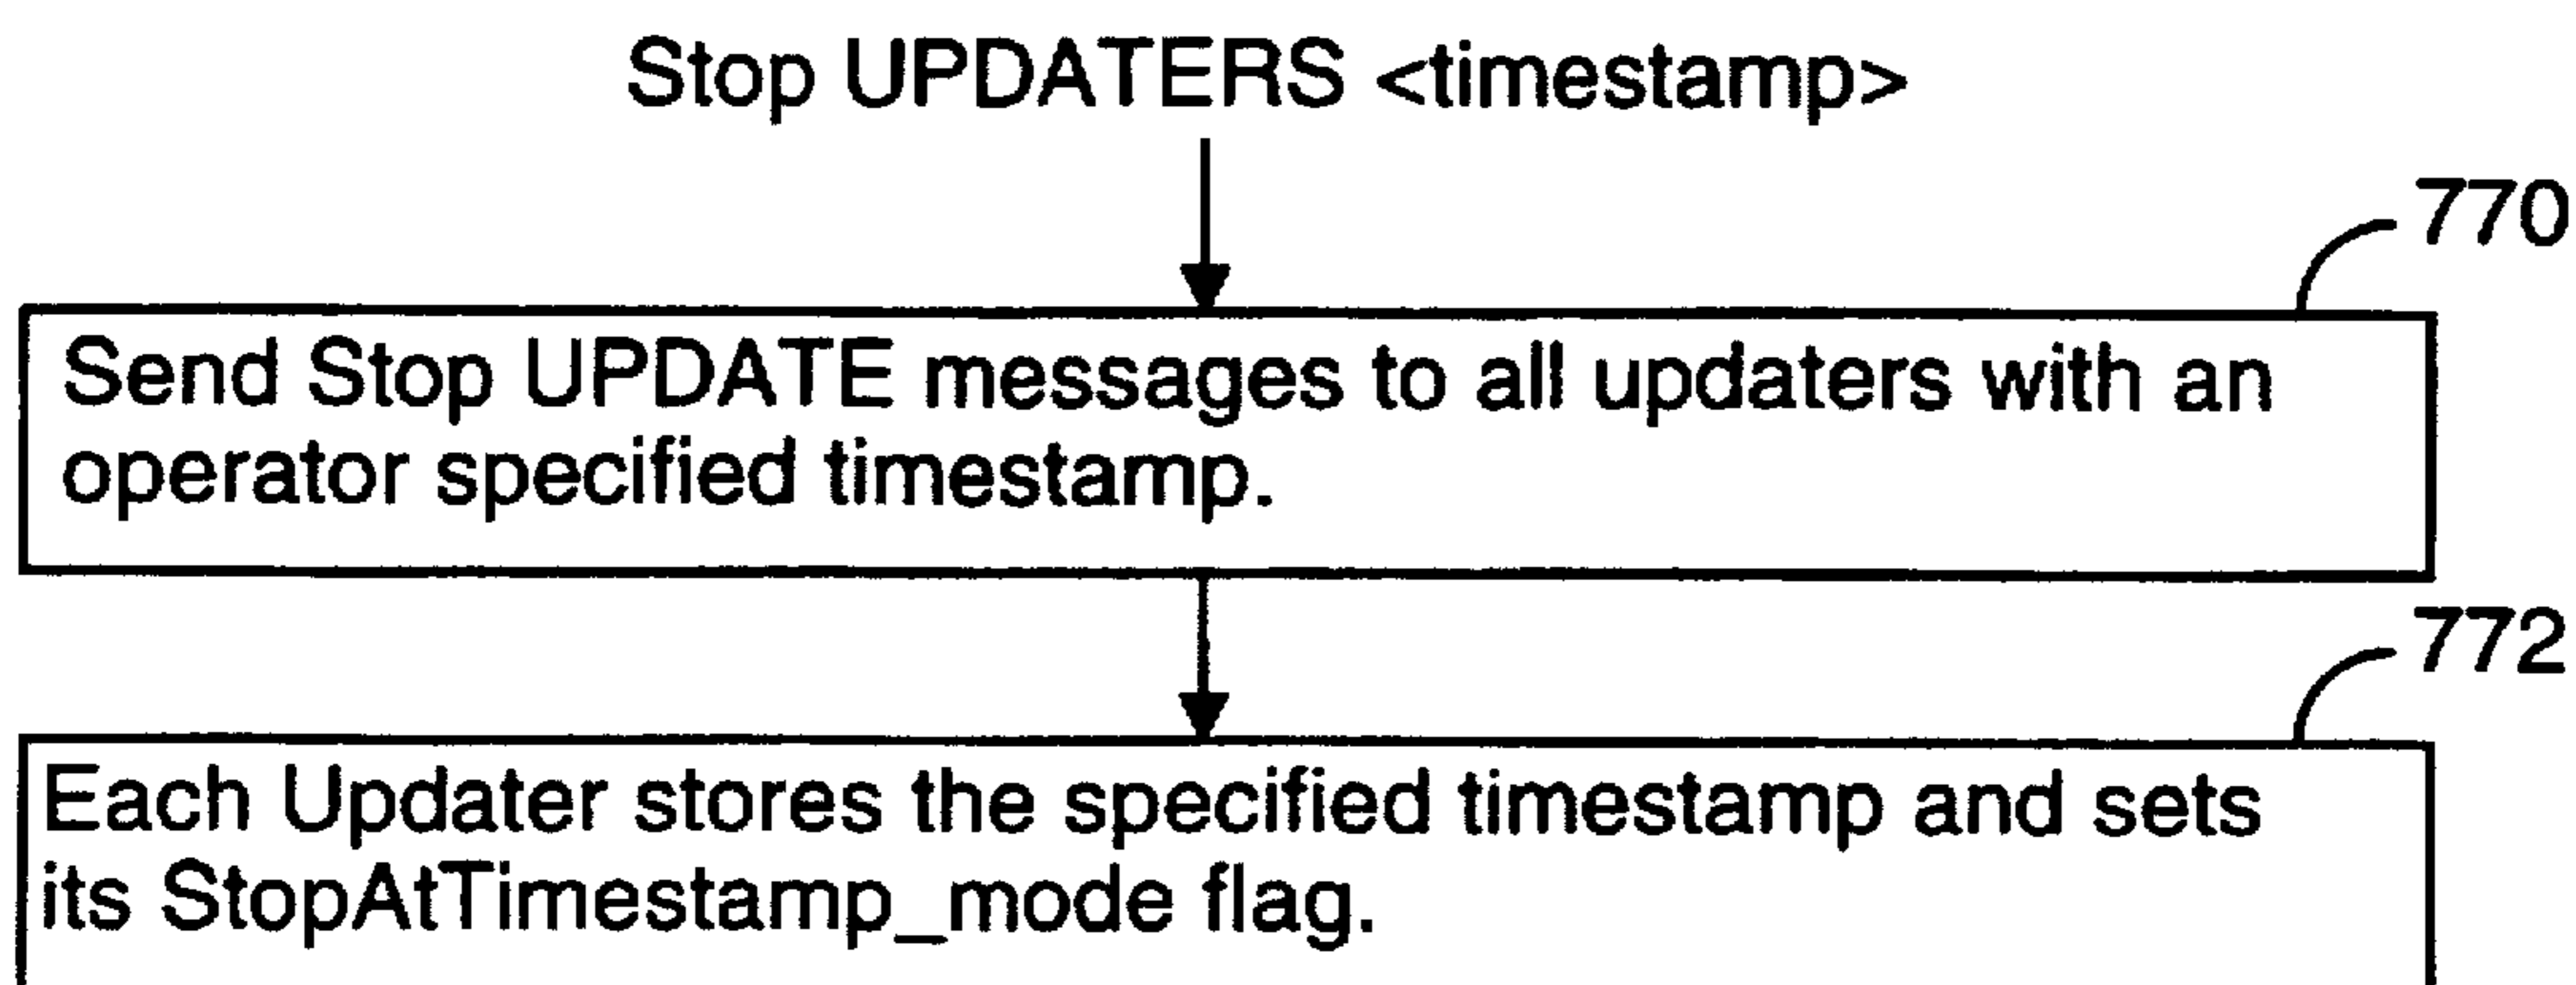 Stop UPDATERS <timestamp>
770
Send Stop UPDATE messages to all updaters with an
operator specified timestamp.
772
Each Updater stores the specified timestamp and sets
its StopAtTimestamp_mode flag.